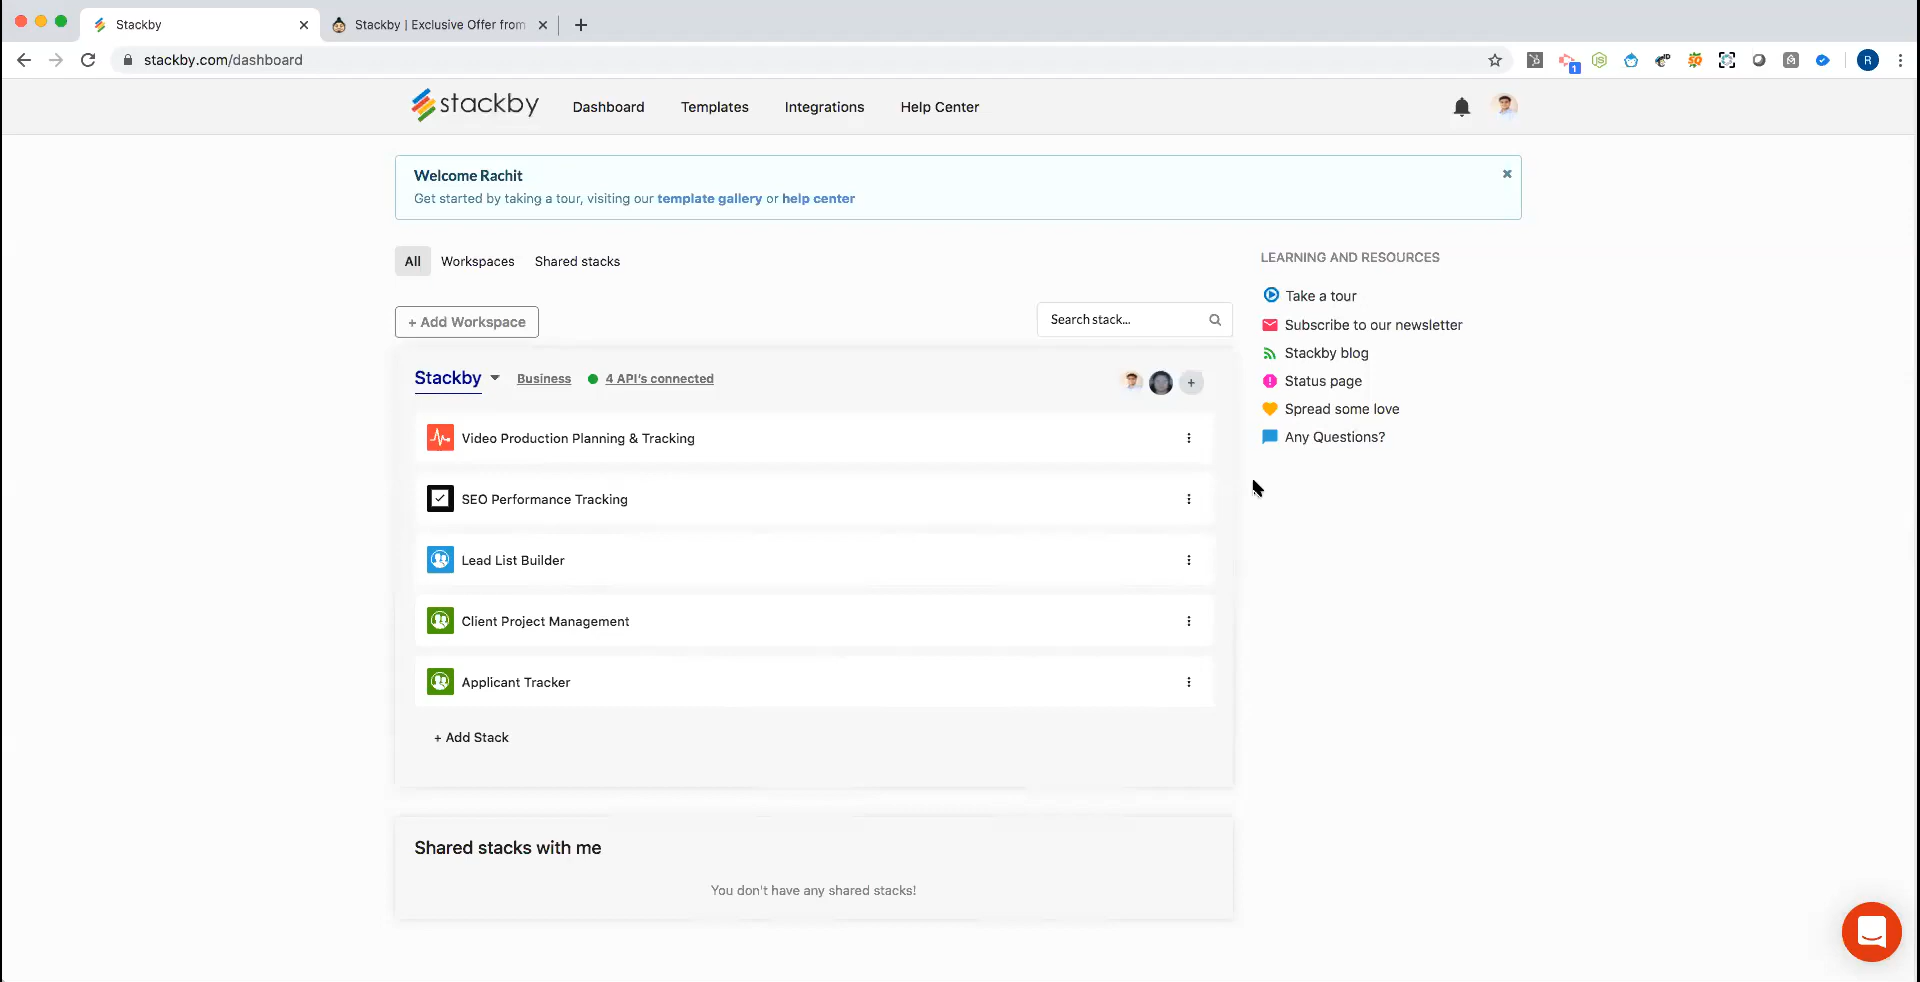 Stackby
Stackby | Exclusive Offer from
stackby.com/dashboard
1
R
stackby
Dashboard
Templates
Integrations
Help Center
Welcome Rachit
Get started by taking a tour, visiting our template gallery or help center
All
Workspaces
Shared stacks
+ Add Workspace
Search stack...
Stackby
Business
4 API's connected
+
Video Production Planning & Tracking
SEO Performance Tracking
Lead List Builder
Client Project Management
Applicant Tracker
+ Add Stack
Shared stacks with me
You don't have any shared stacks!
LEARNING AND RESOURCES
Take a tour
Subscribe to our newsletter
Stackby blog
Status page
Spread some love
Any Questions?